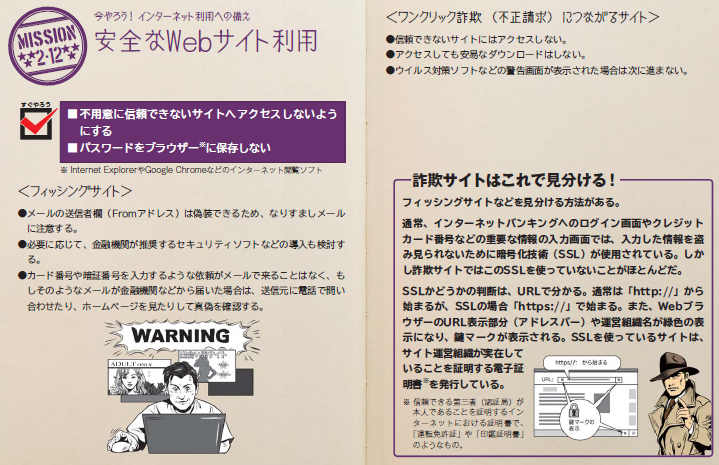 MISSION
★★2-12★★
今やろう！ インターネット利用への備え
安全なWebサイト利用
すぐやろう
■不用意に信頼できないサイトへアクセスしないよう
にする
■パスワードをブラウザー※に保存しない
※ Internet ExplorerやGoogle Chromeなどのインターネット閲覧ソフト
＜フィッシングサイト＞
●メールの送信者欄（Fromアドレス）は偽装できるため、なりすましメール
に注意する。
●必要に応じて、金融機関が推奨するセキュリティソフトなどの導入も検討す
る。
●カード番号や暗証番号を入力するような依頼がメールで来ることはなく、も
しそのようなメールが金融機関などから届いた場合は、送信元に電話で問い
合わせたり、ホームページを見たりして真偽を確認する。
WARNING
ADULT ONLY
＜ワンクリック詐欺（不正請求）につながるサイト＞
●信頼できないサイトにはアクセスしない。
●アクセスしても安易なダウンロードはしない。
●ウイルス対策ソフトなどの警告画面が表示された場合は次に進まない。
詐欺サイトはこれで見分ける！
フィッシングサイトなどを見分ける方法がある。
通常、インターネットバンキングへのログイン画面やクレジット
カード番号などの重要な情報の入力画面では、入力した情報を盗
み見られないために暗号化技術（SSL）が使用されている。しか
し詐欺サイトではこのSSLを使っていないことがほとんどだ。
SSLかどうかの判断は、URLで分かる。通常は「http://」から
始まるが、SSLの場合「https://」で始まる。また、Webブラ
ウザーのURL表示部分（アドレスバー）や運営組織名が緑色の表
示になり、鍵マークが表示される。SSLを使っているサイトは、
サイト運営組織が実在して
いることを証明する電子証
明書※を発行している。
※ 信頼できる第三者（認証局）が
本人であることを証明するイン
ターネットにおける証明書で、
「運転免許証」や「印鑑証明書」
のようなもの。
https//: から始まる
URL:
鍵マークの
表示